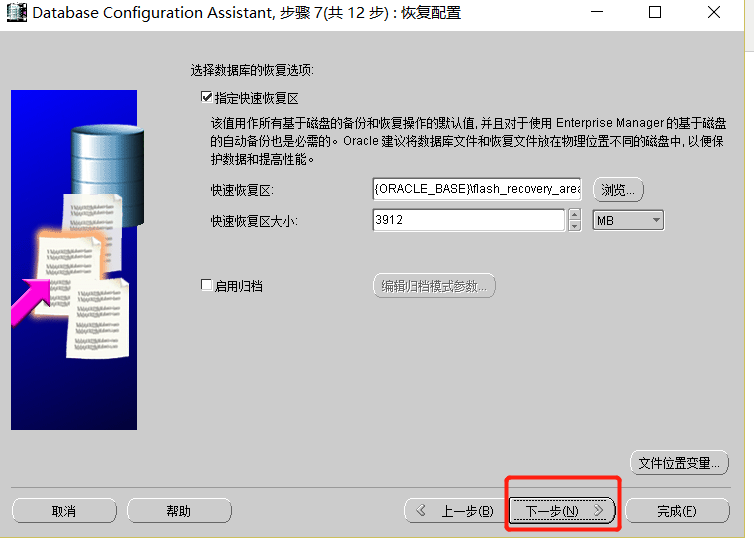 Database Configuration Assistant, 步骤 7(共 12 步) : 恢复配置
选择数据库的恢复选项:
指定快速恢复区
该值用作所有基于磁盘的备份和恢复操作的默认值, 并且对于使用 Enterprise Manager 的基于磁盘
的自动备份也是必需的。Oracle 建议将数据库文件和恢复文件放在物理位置不同的磁盘中, 以便保
护数据和提高性能。
快速恢复区: {ORACLE_BASE}\flash_recovery_area 浏览...
快速恢复区大小: 3912 MB
启用归档 编辑归档模式参数...
文件位置变量...
取消 帮助 上一步(B) 下一步(N) 完成(F)